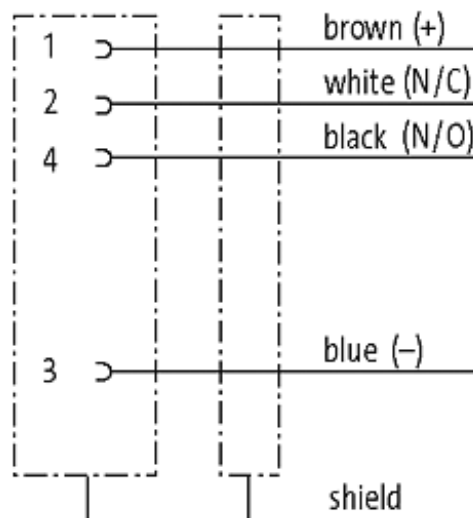 1 brown (+)
2 white (N/C)
4 black (N/O)
3 blue (–)
shield